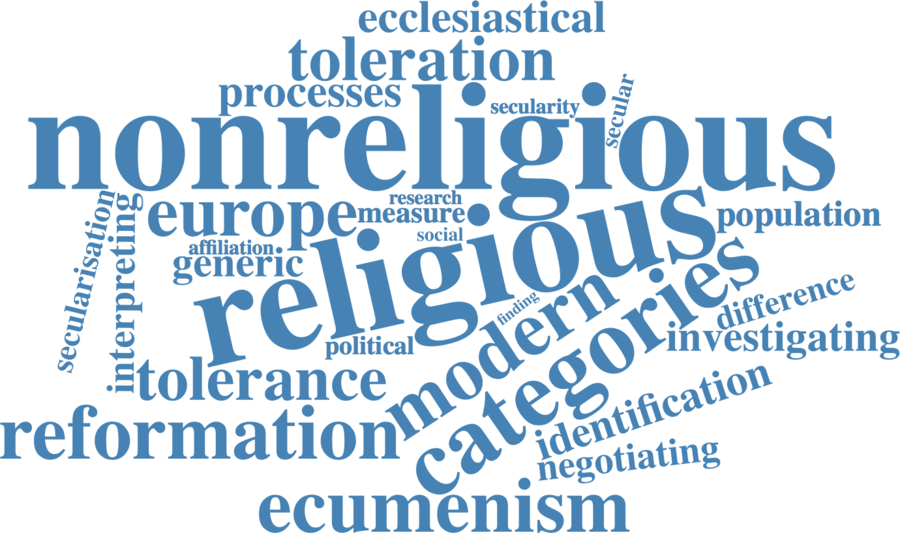 ecclesiastical
toleration
processes
secularity
secular
nonreligious
research
europe
measure
population
social
affiliation
generic
secularisation
interpreting
religious
finding
difference
political
modern
investigating
categories
tolerance
identification
reformation
negotiating
ecumenism